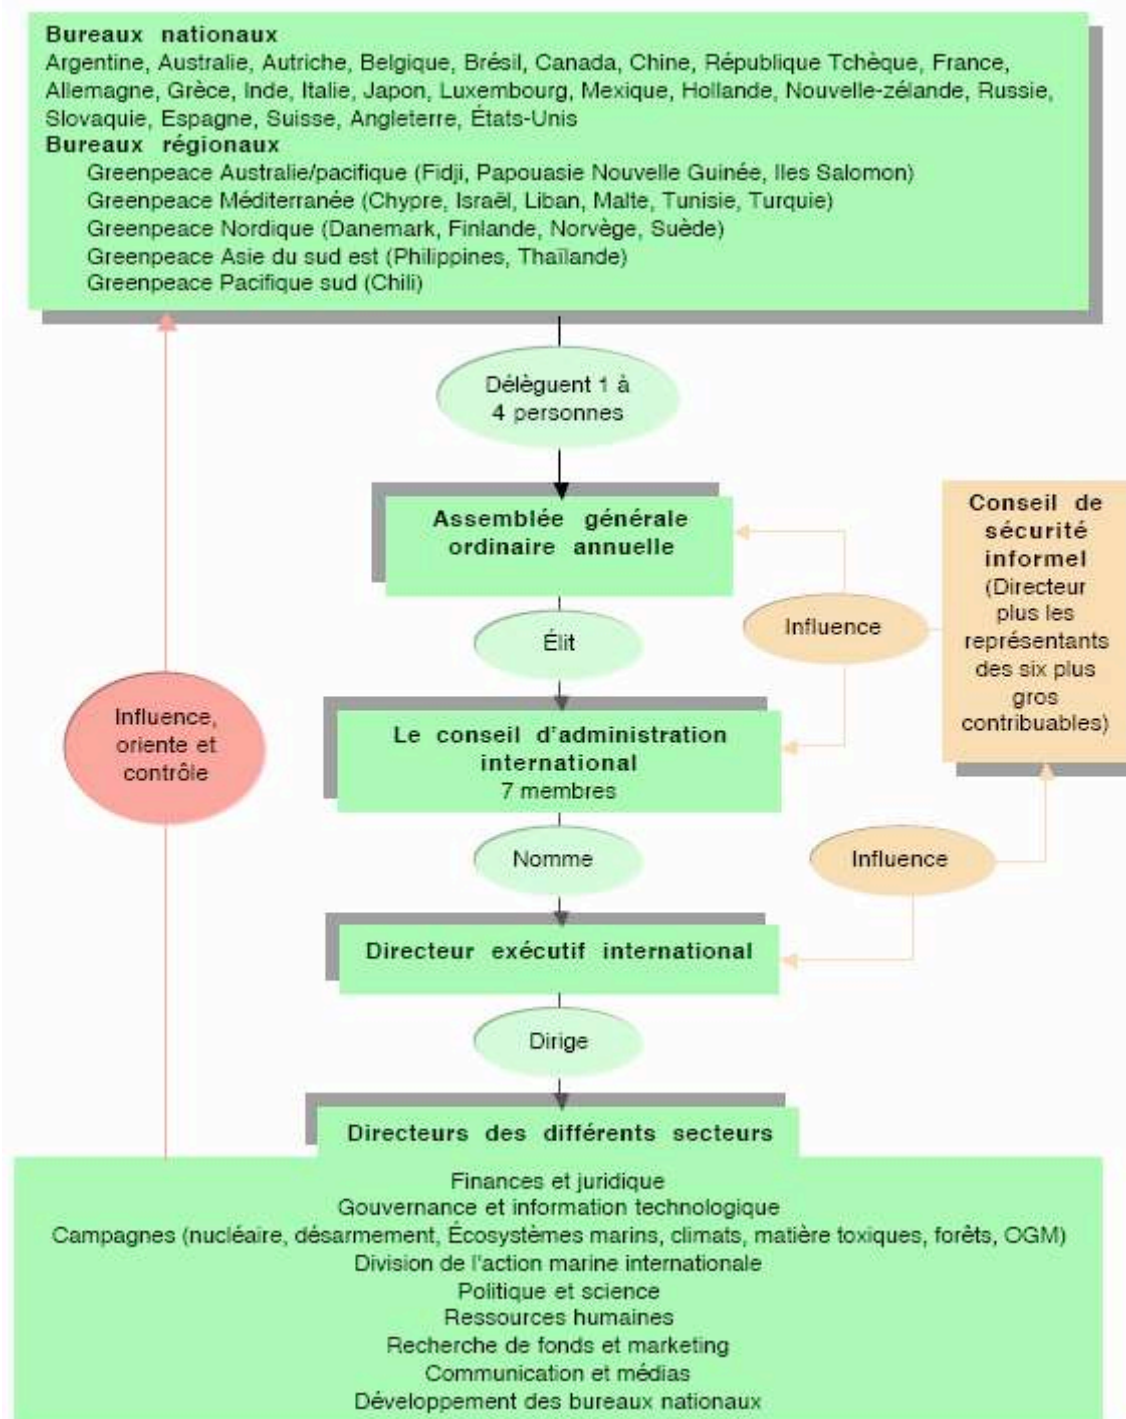 Bureaux nationaux
Argentine, Australie, Autriche, Belgique, Brésil, Canada, Chine, République Tchèque, France,
Allemagne, Grèce, Inde, Italie, Japon, Luxembourg, Mexique, Hollande, Nouvelle-zélande, Russie,
Slovaquie, Espagne, Suisse, Angleterre, États-Unis
Bureaux régionaux
Greenpeace Australie/pacifique (Fidji, Papouasie Nouvelle Guinée, Iles Salomon)
Greenpeace Méditerranée (Chypre, Israël, Liban, Malte, Tunisie, Turquie)
Greenpeace Nordique (Danemark, Finlande, Norvège, Suède)
Greenpeace Asie du sud est (Philippines, Thaïlande)
Greenpeace Pacifique sud (Chili)
Délèguent 1 à
4 personnes
Assemblée générale
ordinaire annuelle
Conseil de
sécurité
informel
(Directeur
plus les
représentants
des six plus
gros
contribuables)
Influence
Élit
Influence,
oriente et
contrôle
Le conseil d'administration
international
7 membres
Nomme
Influence
Directeur exécutif international
Dirige
Directeurs des différents secteurs
Finances et juridique
Gouvernance et information technologique
Campagnes (nucléaire, désarmement, Écosystèmes marins, climats, matière toxiques, forêts, OGM)
Division de l'action marine internationale
Politique et science
Ressources humaines
Recherche de fonds et marketing
Communication et médias
Développement des bureaux nationaux